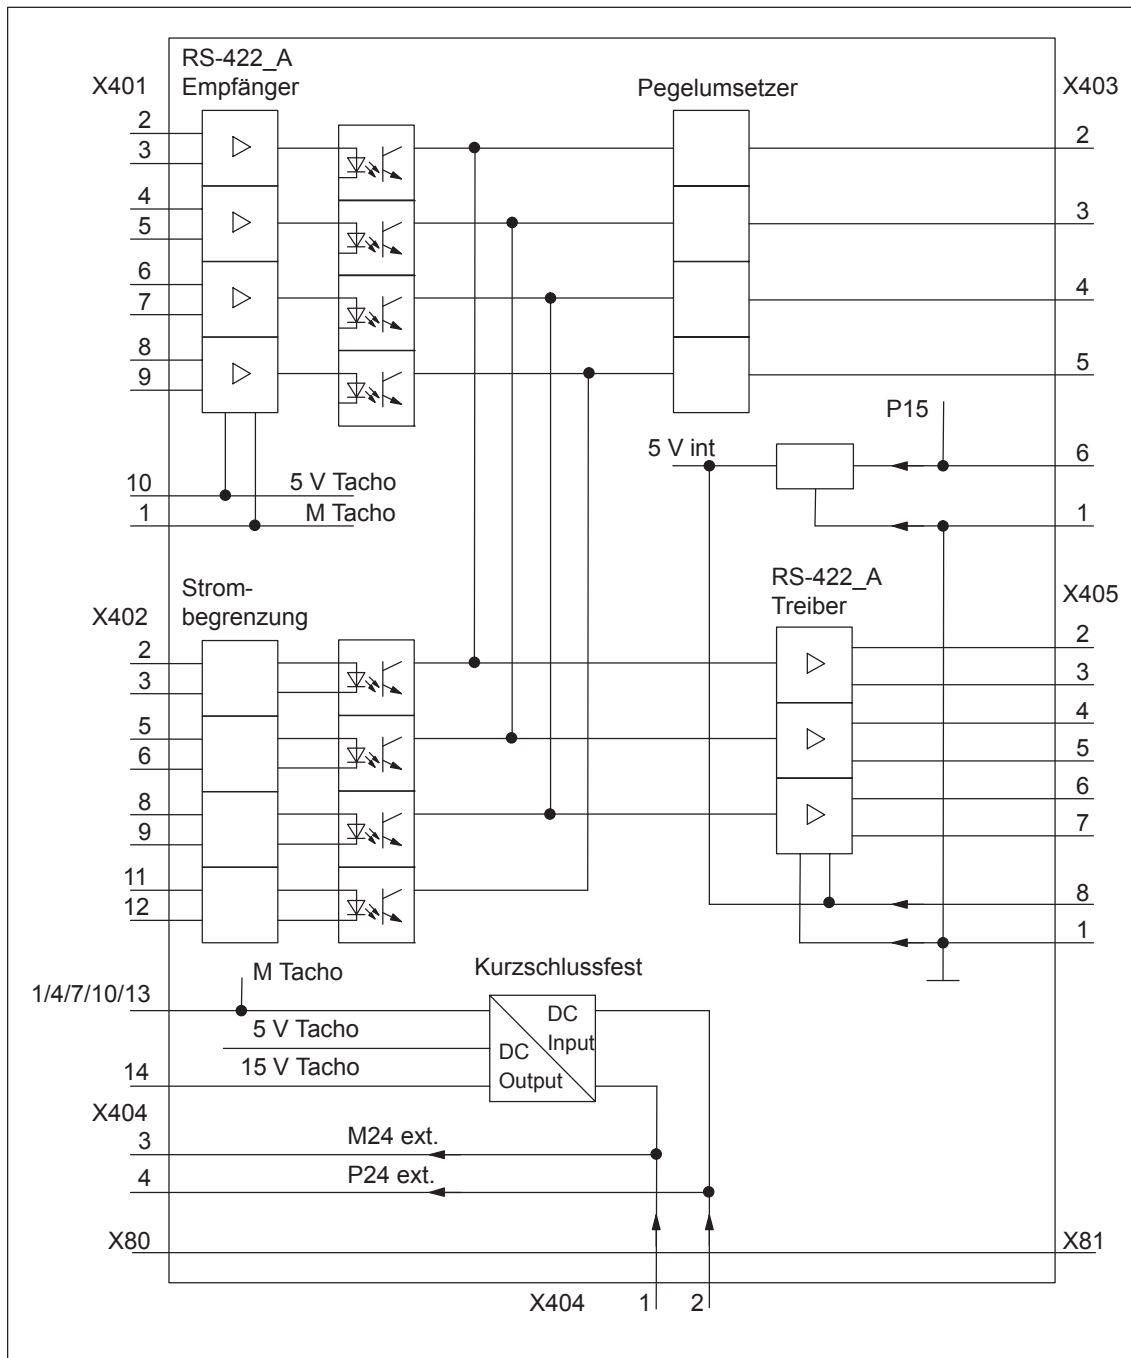 RS-422_A
Empfänger
X401
Pegelumsetzer
X403
2
3
4
5
6
7
8
9
2
3
4
5
P15
5 V int
6
1
10
5 V Tacho
1
M Tacho
Strom-
begrenzung
X402
RS-422_A
Treiber
X405
2
3
5
6
8
9
11
12
2
3
4
5
6
7
8
1
M Tacho
Kurzschlussfest
1/4/7/10/13
5 V Tacho
15 V Tacho
14
DC
Input
DC
Output
X404
3
M24 ext.
4
P24 ext.
X80
X81
X404
1
2